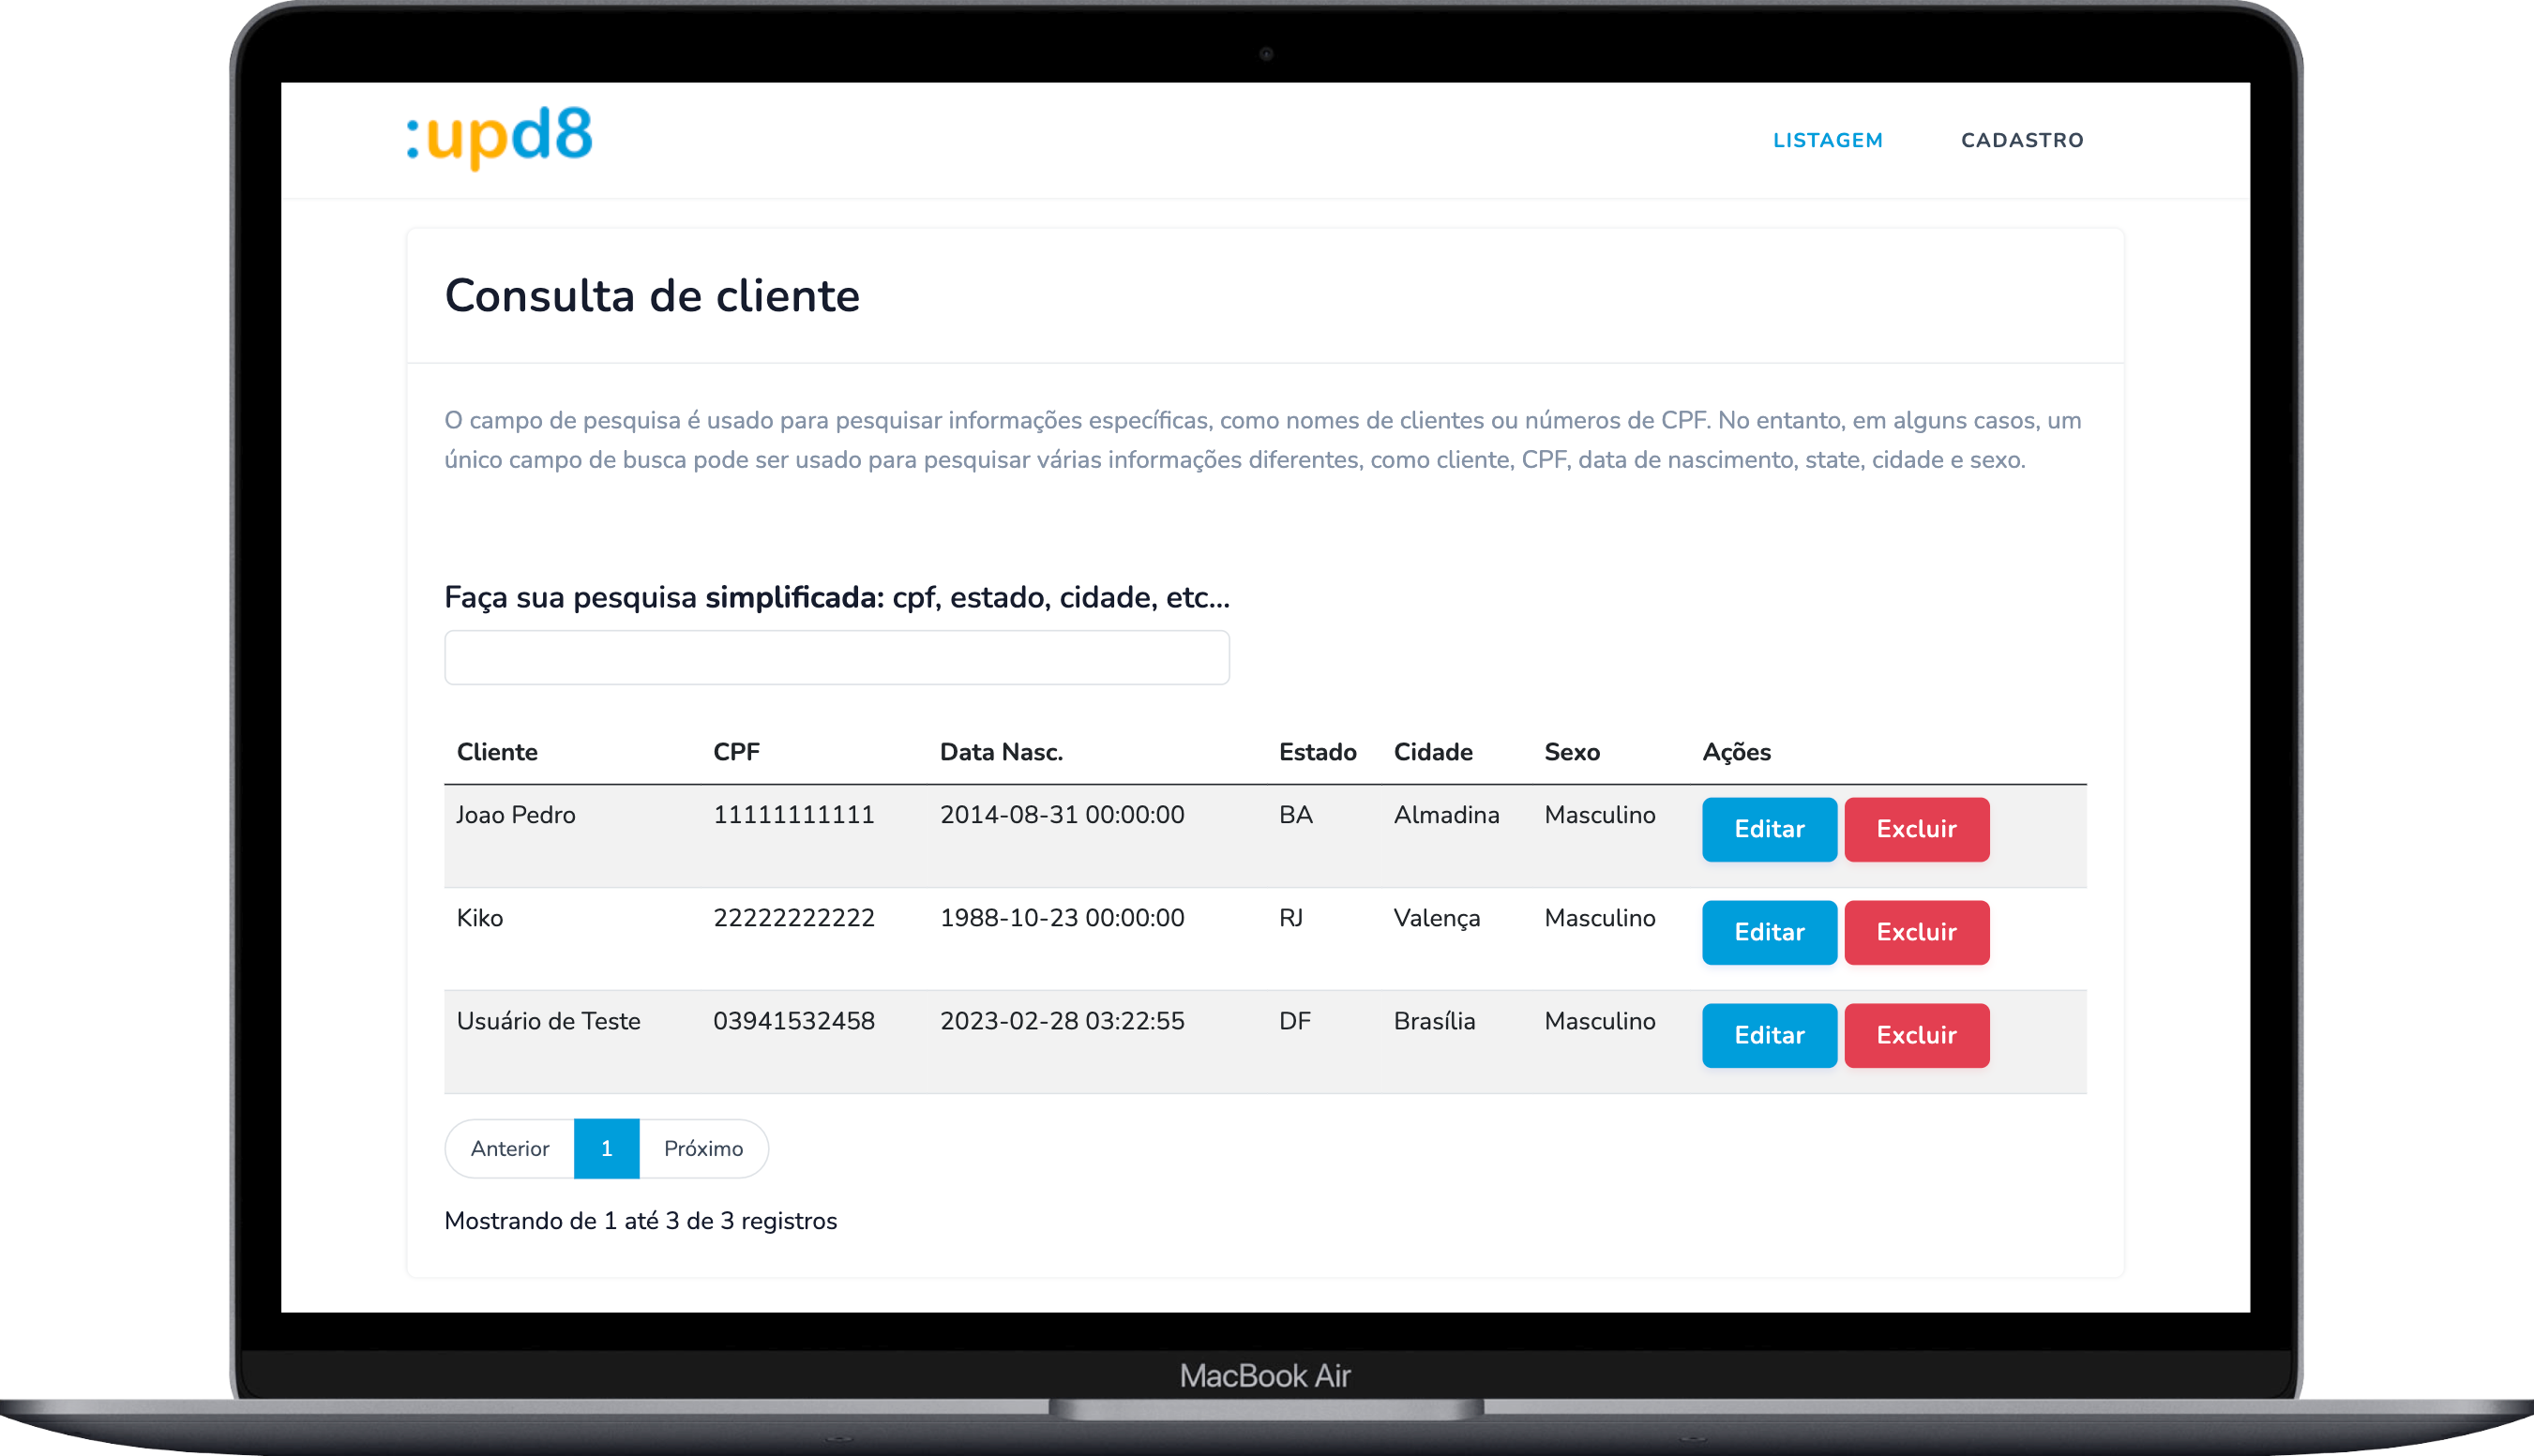 :upd8
LISTAGEM CADASTRO
Consulta de cliente
O campo de pesquisa é usado para pesquisar informações específicas, como nomes de clientes ou números de CPF. No entanto, em alguns casos, um
único campo de busca pode ser usado para pesquisar várias informações diferentes, como cliente, CPF, data de nascimento, state, cidade e sexo.
Faça sua pesquisa simplificada: cpf, estado, cidade, etc...
Cliente CPF Data Nasc. Estado Cidade Sexo Ações
Joao Pedro 11111111111 2014-08-31 00:00:00 BA Almadina Masculino Editar Excluir
Kiko 22222222222 1988-10-23 00:00:00 RJ Valença Masculino Editar Excluir
Usuário de Teste 03941532458 2023-02-28 03:22:55 DF Brasília Masculino Editar Excluir
Anterior 1 Próximo
Mostrando de 1 até 3 de 3 registros
MacBook Air